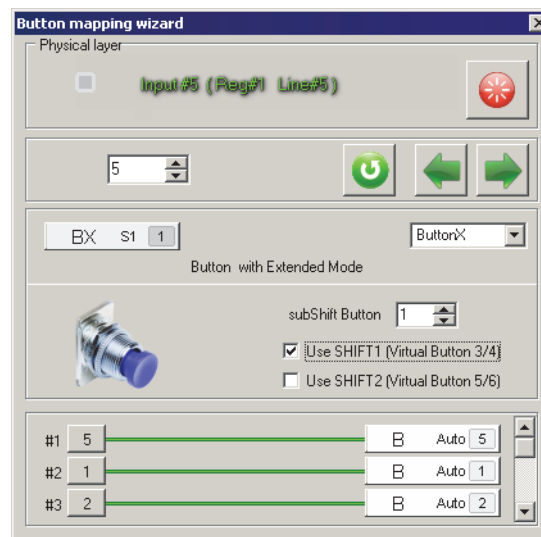 Button mapping wizard
Physical layer
Input #5 (Reg#1 Line#5)
5
BX S1 1
ButtonX
Button with Extended Mode
subShift Button 1
Use SHIFT1 (Virtual Button 3/4)
Use SHIFT2 (Virtual Button 5/6)
#1 5 B Auto 5
#2 1 B Auto 1
#3 2 B Auto 2